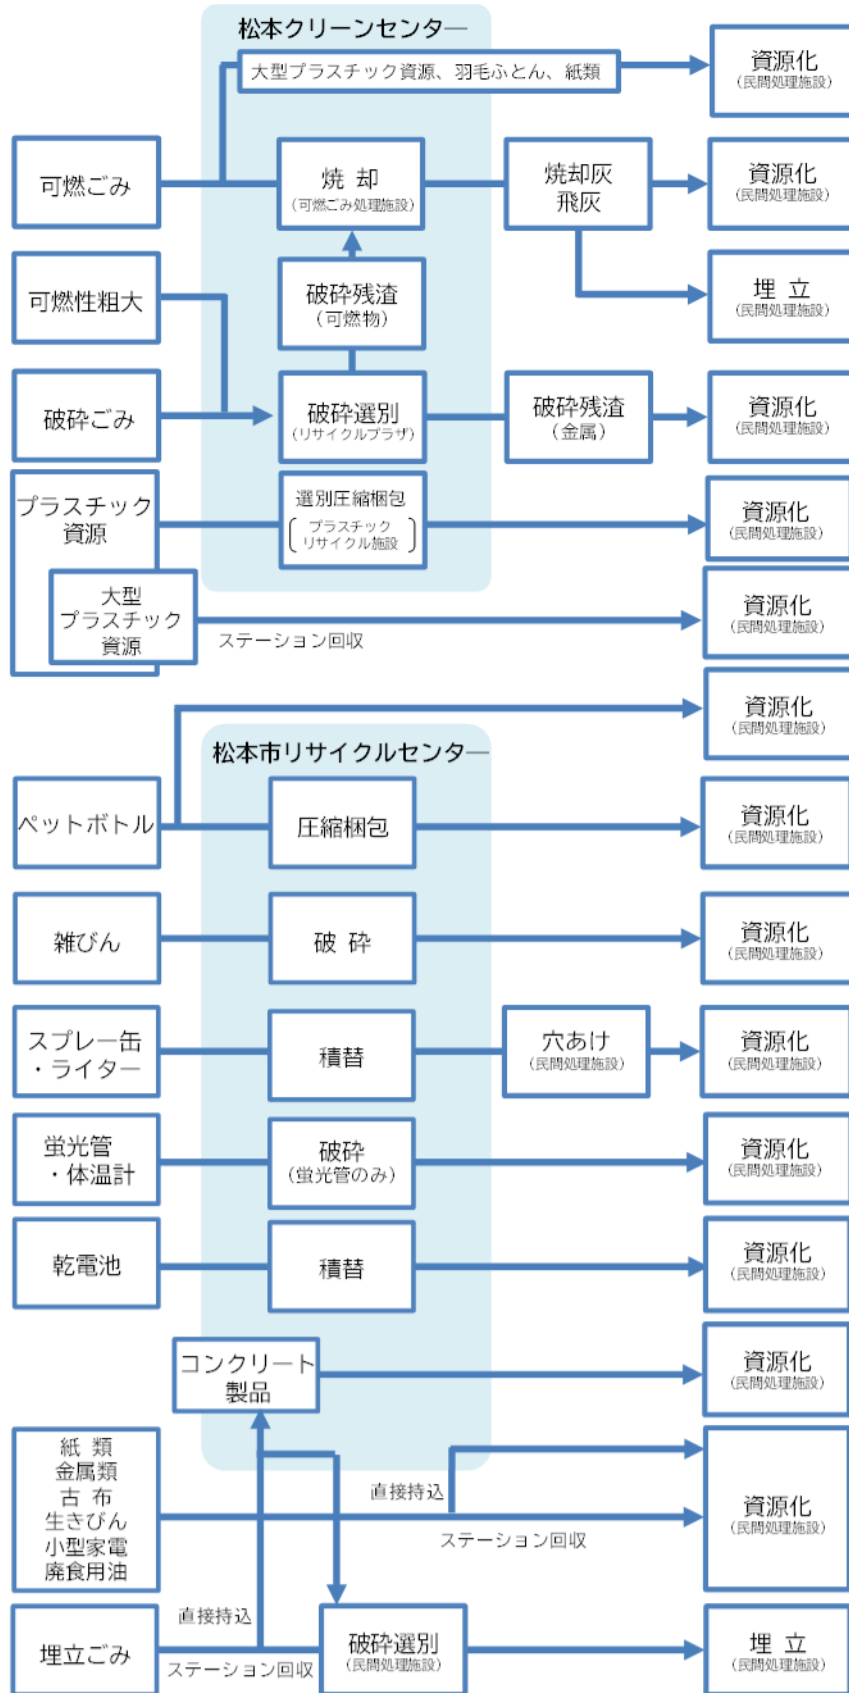 松本クリーンセンター
大型プラスチック資源、羽毛ふとん、紙類
資源化
(民間処理施設)
可燃ごみ
焼 却
(可燃ごみ処理施設)
焼却灰
飛灰
資源化
(民間処理施設)
可燃性粗大
破砕残渣
(可燃物)
埋 立
(民間処理施設)
破砕ごみ
破砕選別
(リサイクルプラザ)
破砕残渣
(金属)
資源化
(民間処理施設)
プラスチック
資源
選別圧縮梱包
プラスチック
リサイクル施設
資源化
(民間処理施設)
大型
プラスチック
資源
ステーション回収
資源化
(民間処理施設)
資源化
(民間処理施設)
松本市リサイクルセンター
ペットボトル
圧縮梱包
資源化
(民間処理施設)
雑びん
破 砕
資源化
(民間処理施設)
スプレー缶
・ライター
積替
穴あけ
(民間処理施設)
資源化
(民間処理施設)
蛍光管
・体温計
破砕
(蛍光管のみ)
資源化
(民間処理施設)
乾電池
積替
資源化
(民間処理施設)
コンクリート
製品
資源化
(民間処理施設)
紙 類
金属類
古 布
生きびん
小型家電
廃食用油
直接持込
ステーション回収
資源化
(民間処理施設)
埋立ごみ
直接持込
ステーション回収
破砕選別
(民間処理施設)
埋 立
(民間処理施設)